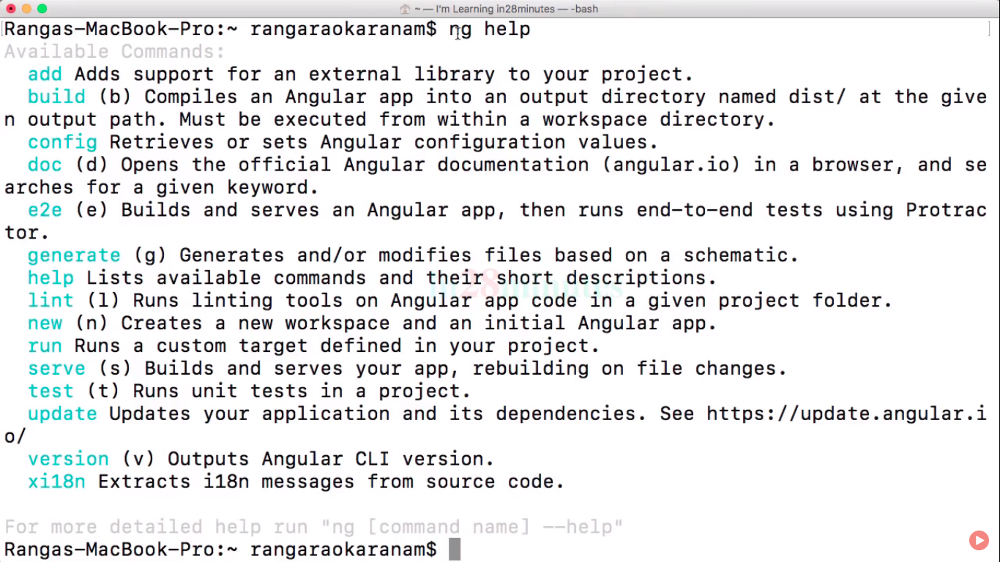 ~ — I'm Learning in28minutes — -bash
Rangas-MacBook-Pro:~ rangaraokaranam$ ng help
Available Commands:
add Adds support for an external library to your project.
build (b) Compiles an Angular app into an output directory named dist/ at the give
n output path. Must be executed from within a workspace directory.
config Retrieves or sets Angular configuration values.
doc (d) Opens the official Angular documentation (angular.io) in a browser, and se
arches for a given keyword.
e2e (e) Builds and serves an Angular app, then runs end-to-end tests using Protrac
tor.
generate (g) Generates and/or modifies files based on a schematic.
help Lists available commands and their short descriptions.
in28minutes
lint (l) Runs linting tools on Angular app code in a given project folder.
new (n) Creates a new workspace and an initial Angular app.
run Runs a custom target defined in your project.
serve (s) Builds and serves your app, rebuilding on file changes.
test (t) Runs unit tests in a project.
update Updates your application and its dependencies. See https://update.angular.i
o/
version (v) Outputs Angular CLI version.
xi18n Extracts i18n messages from source code.
For more detailed help run "ng [command name] --help"
Rangas-MacBook-Pro:~ rangaraokaranam$